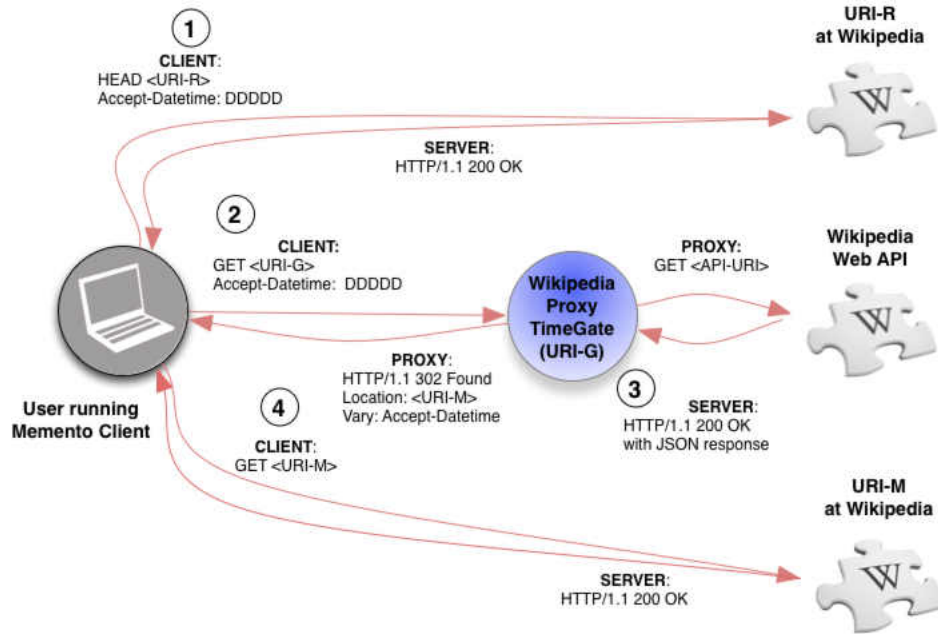 1
CLIENT:
HEAD <URI-R>
Accept-Datetime: DDDDD
URI-R
at Wikipedia
W
SERVER:
HTTP/1.1 200 OK
2
CLIENT:
GET <URI-G>
Accept-Datetime:  DDDDD
Wikipedia
Proxy
TimeGate
(URI-G)
PROXY:
GET <API-URI>
Wikipedia
Web API
W
PROXY:
HTTP/1.1 302 Found
Location: <URI-M>
Vary: Accept-Datetime
3
SERVER:
HTTP/1.1 200 OK
with JSON response
User running
Memento Client
4
CLIENT:
GET <URI-M>
URI-M
at Wikipedia
W
SERVER:
HTTP/1.1 200 OK